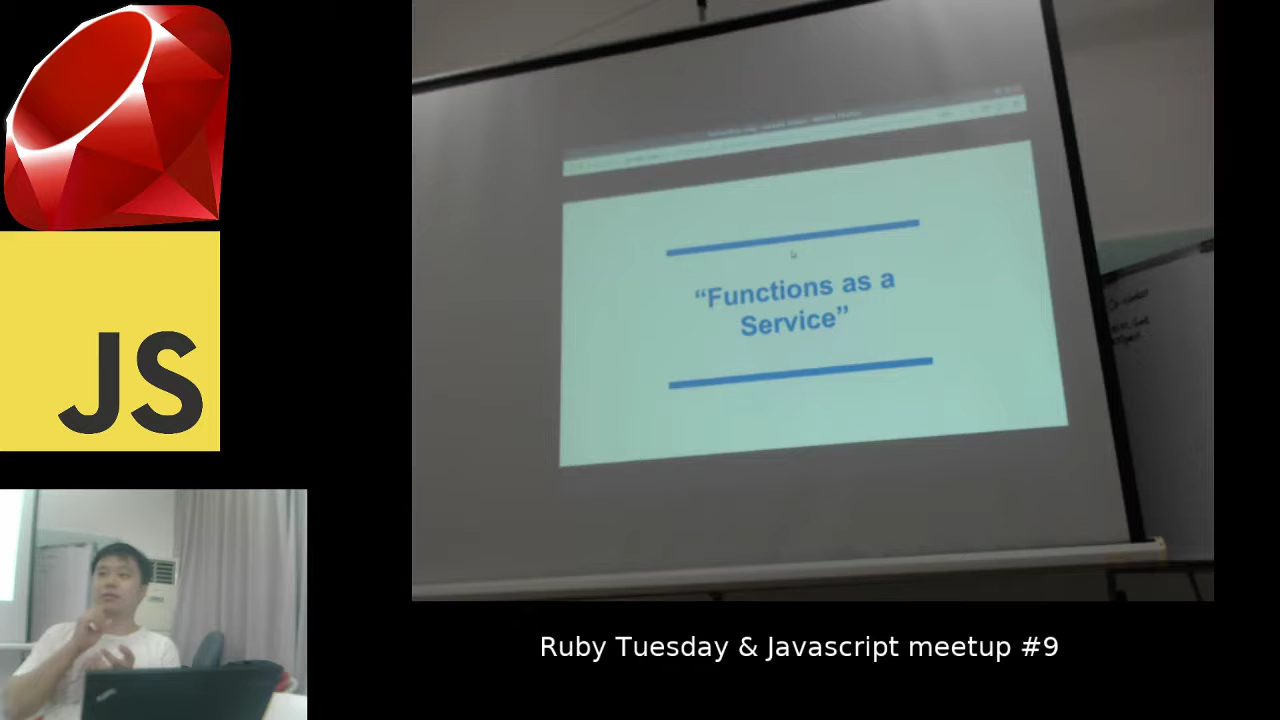 “Functions as a
Service”
JS
Ruby Tuesday & Javascript meetup #9